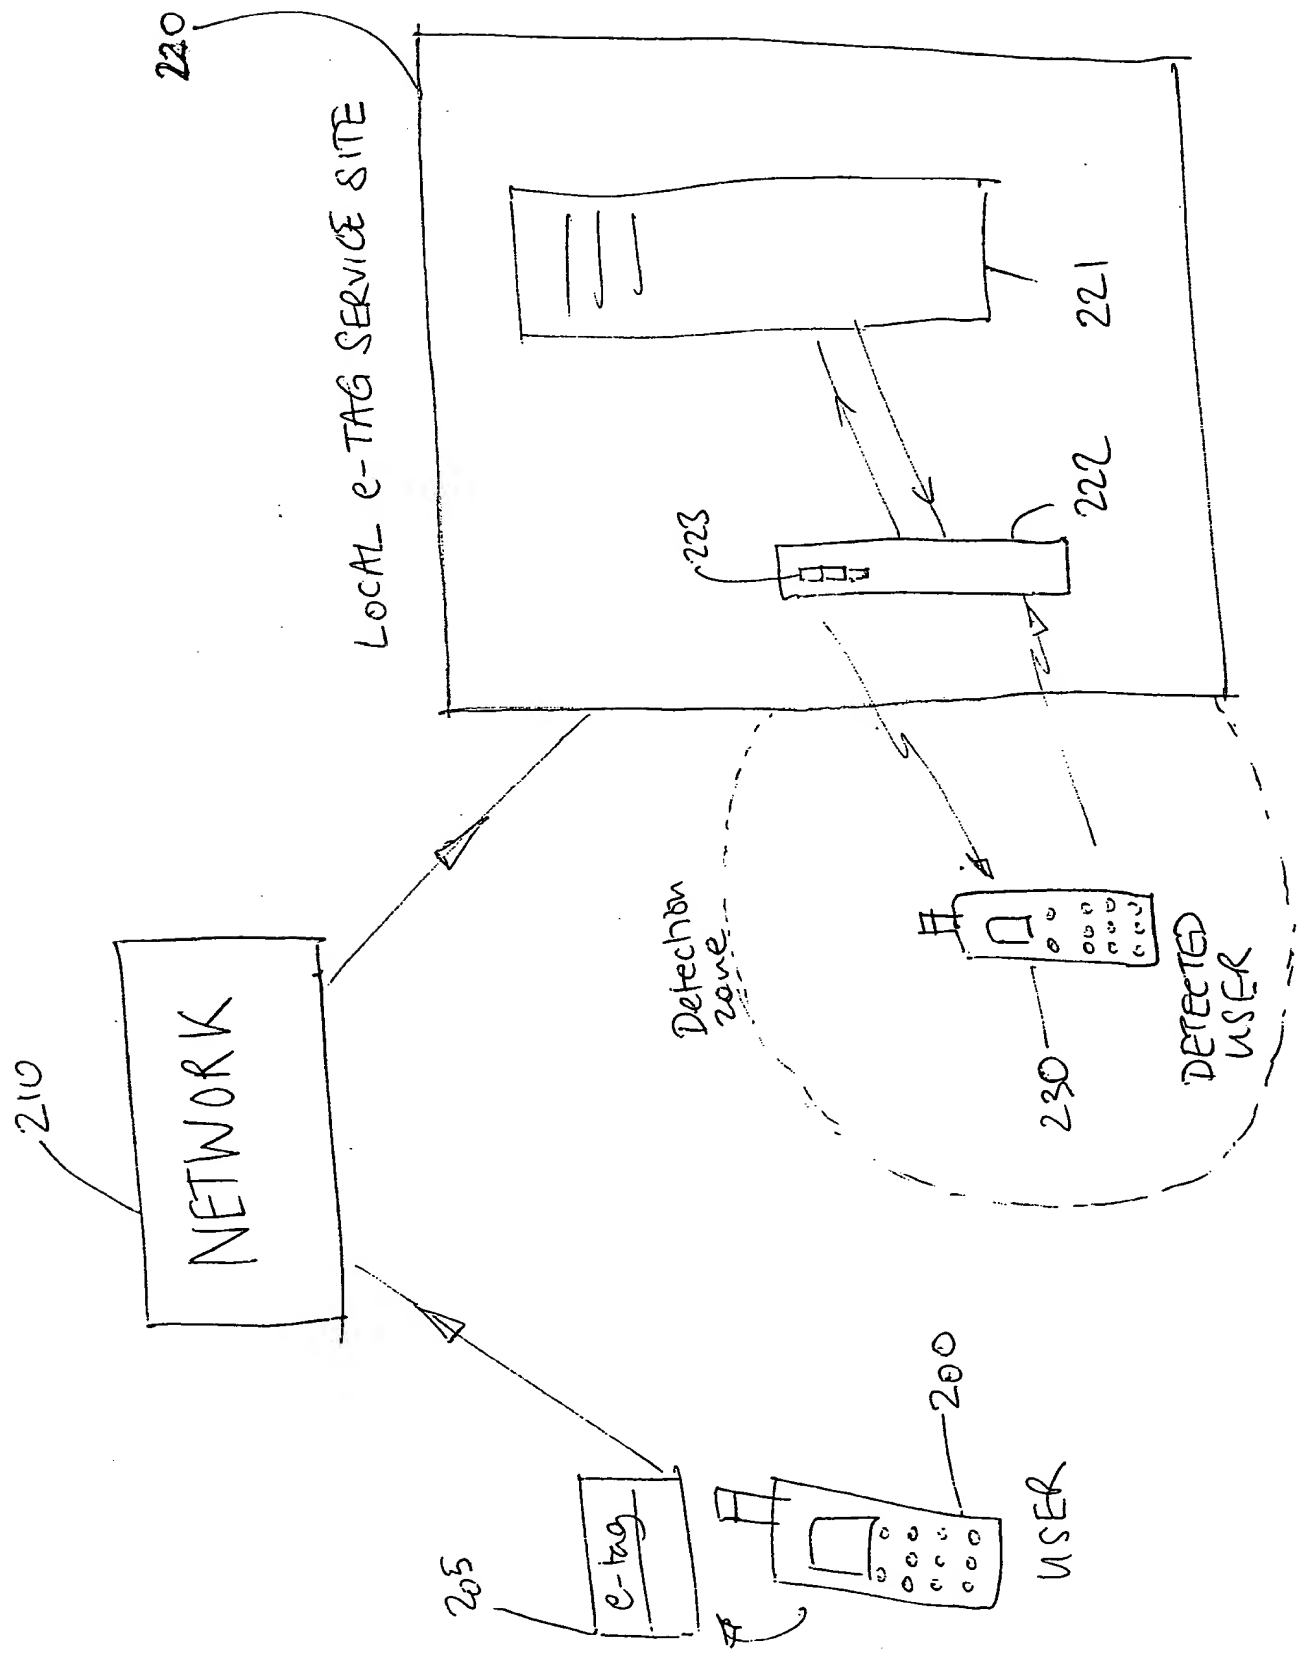 220
LOCAL e-TAG SERVICE SITE
221
222
223
210
NETWORK
Detection
zone
230
DETECTED
USER
205
e-tag
200
USER